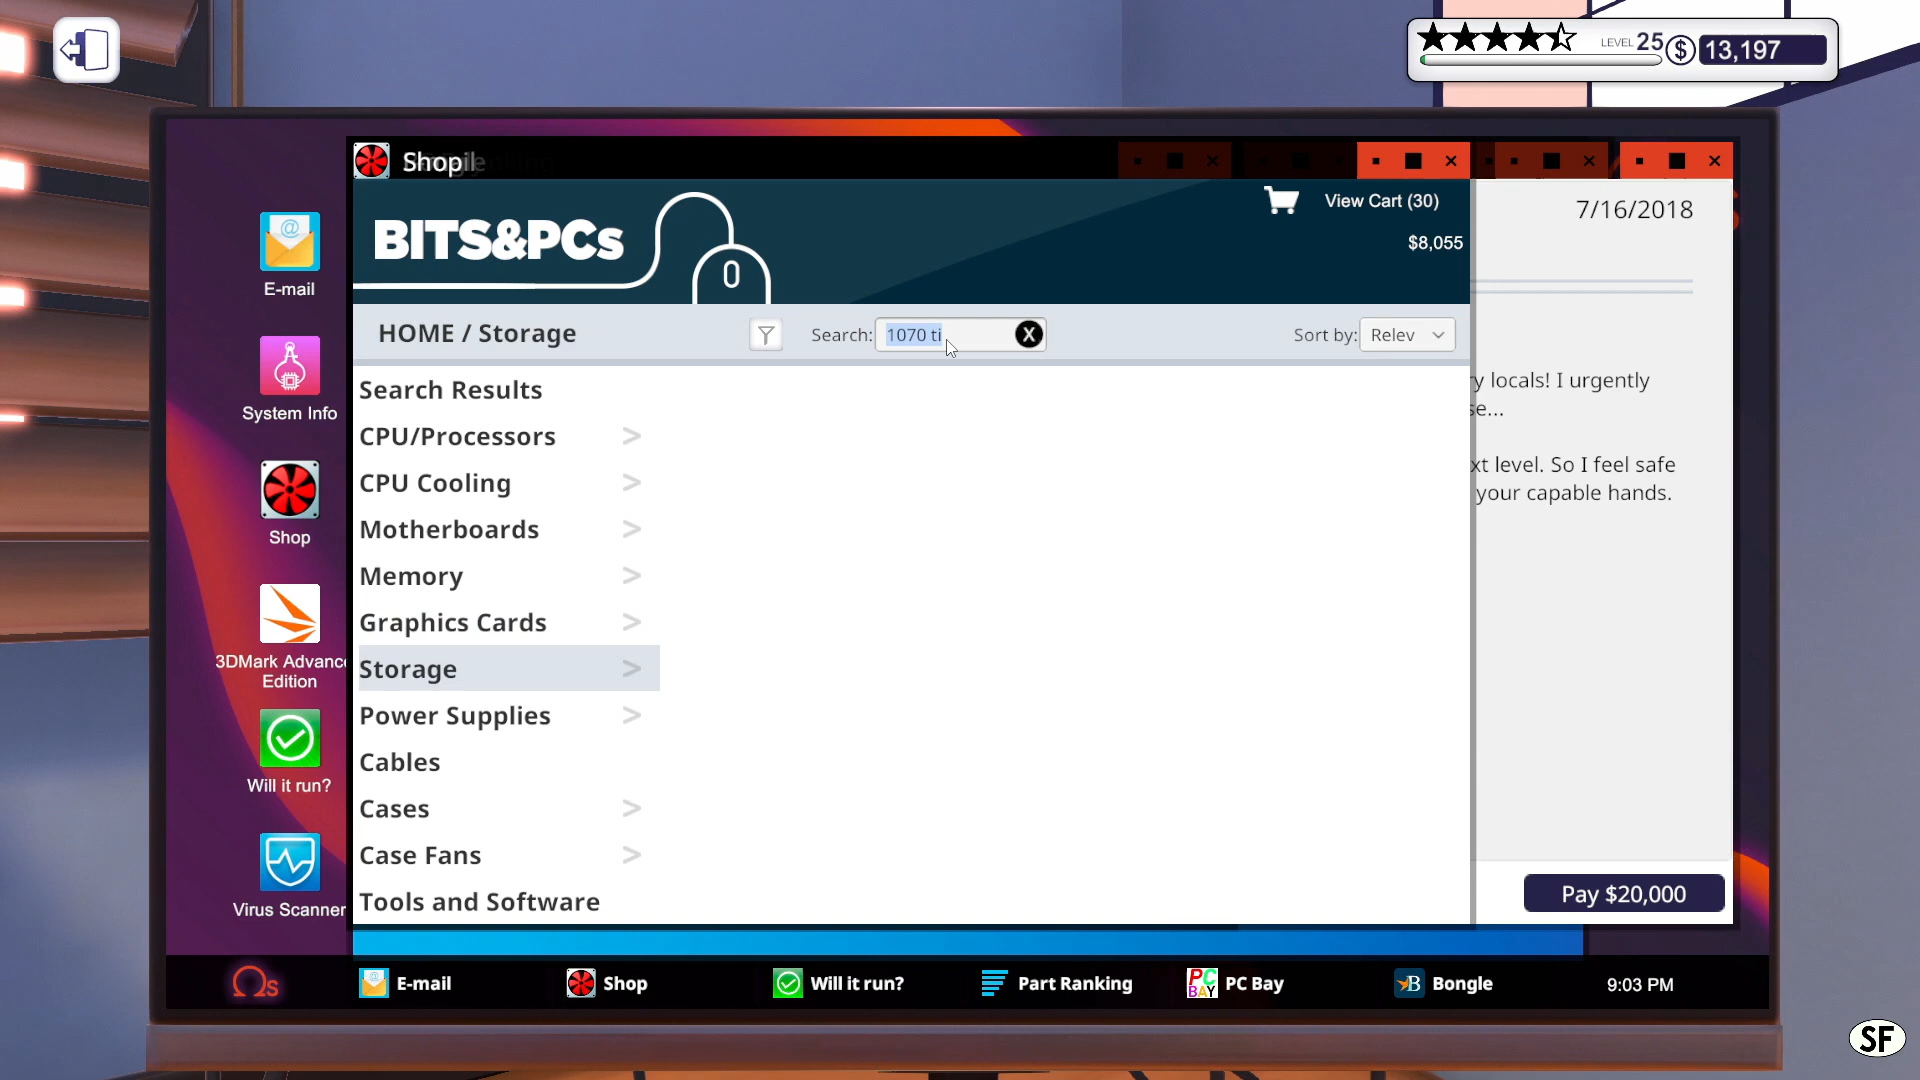 LEVEL 25
$ 13,197
Shop
BITS&PCs
View Cart (30)
$8,055
7/16/2018
HOME / Storage
Search: 1070 ti X
Sort by: Relev
Search Results
CPU/Processors >
CPU Cooling >
Motherboards >
Memory >
Graphics Cards >
Storage >
Power Supplies >
Cables
Cases >
Case Fans >
Tools and Software
locals! I urgently
level. So I feel safe
your capable hands.
Pay $20,000
E-mail
System Info
Shop
3DMark Advanc
Edition
Will it run?
Virus Scanner
E-mail
Shop
Will it run?
Part Ranking
PC BAY
PC Bay
B
Bongle
9:03 PM
SF